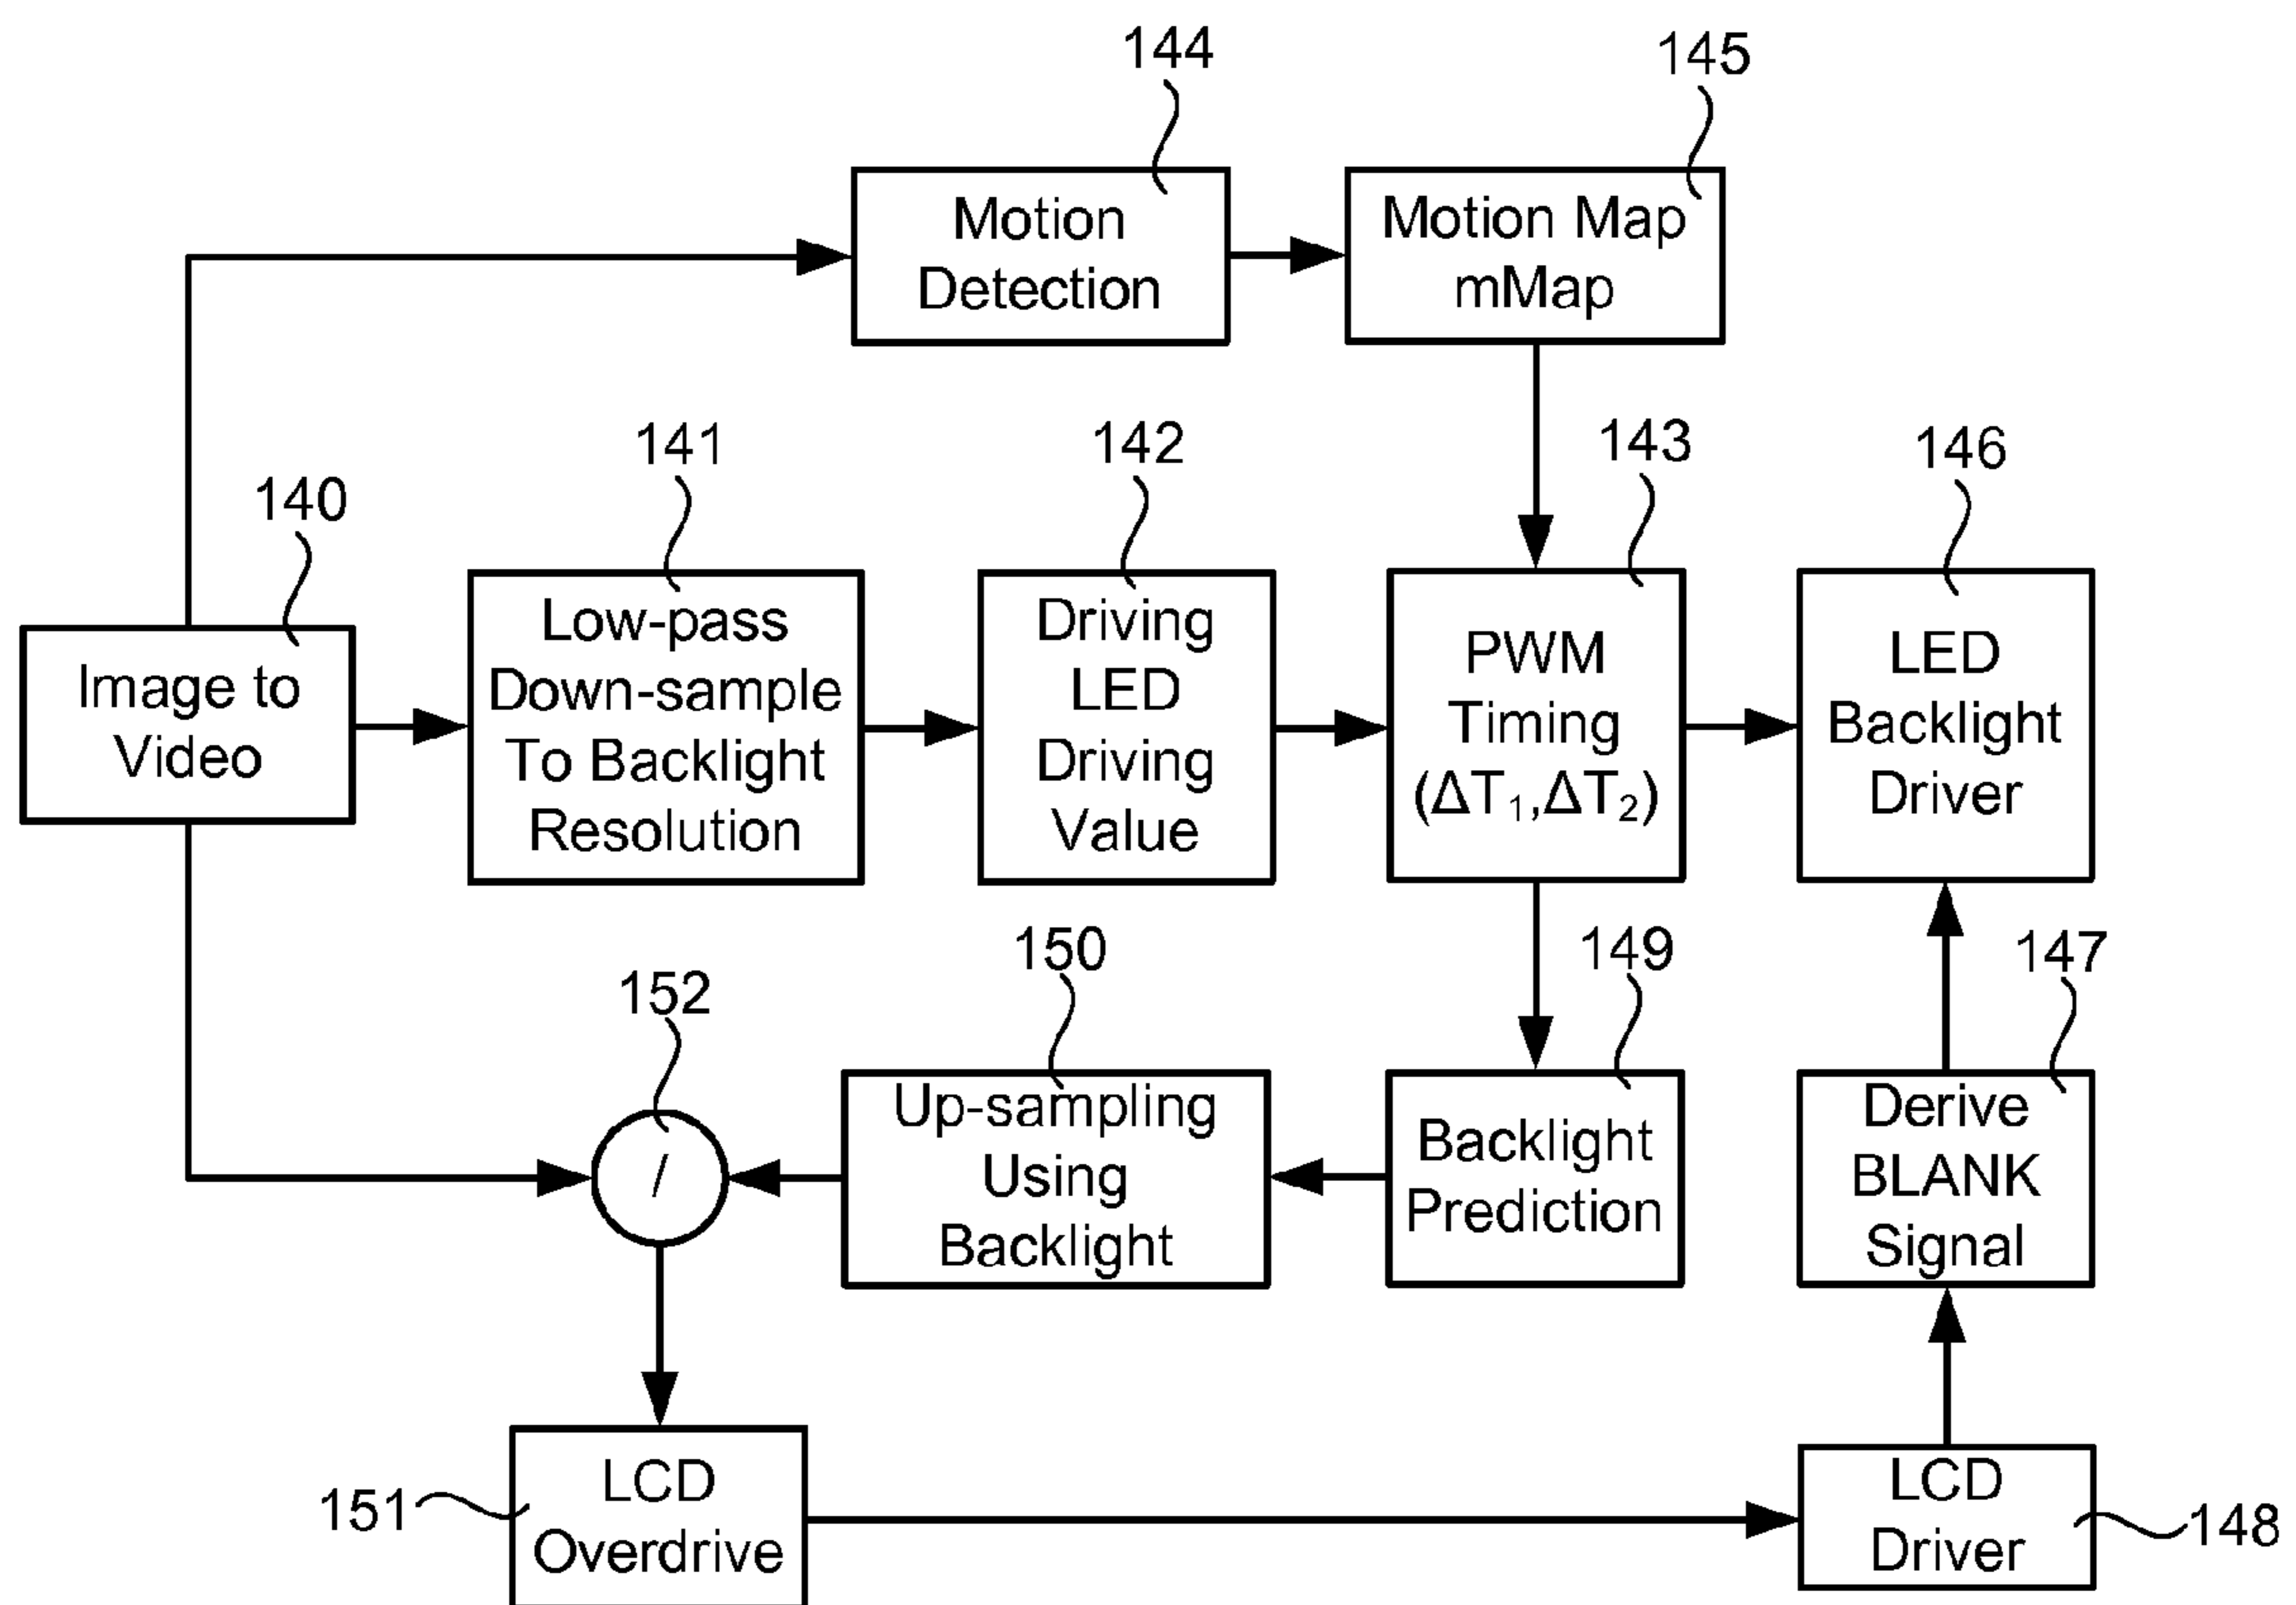 144
145
Motion
Detection
Motion Map
mMap
140
141
142
143
146
Image to
Video
Low-pass
Down-sample
To Backlight
Resolution
Driving
LED
Driving
Value
PWM
Timing
(ΔT₁,ΔT₂)
LED
Backlight
Driver
152
150
149
147
/
Up-sampling
Using
Backlight
Backlight
Prediction
Derive
BLANK
Signal
151
LCD
Overdrive
LCD
Driver
148